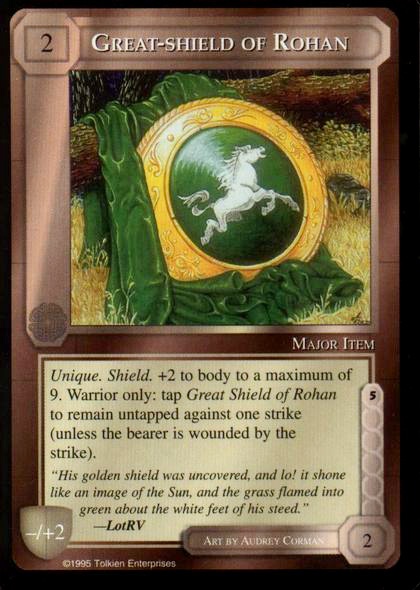 2
GREAT-SHIELD OF ROHAN
MAJOR ITEM
Unique. Shield. +2 to body to a maximum of
9. Warrior only: tap Great Shield of Rohan
to remain untapped against one strike
(unless the bearer is wounded by the
strike).
5
“His golden shield was uncovered, and lo! it shone
like an image of the Sun, and the grass flamed into
green about the white feet of his steed.”
—LotRV
–/+2
ART BY AUDREY CORMAN
2
©1995 Tolkien Enterprises